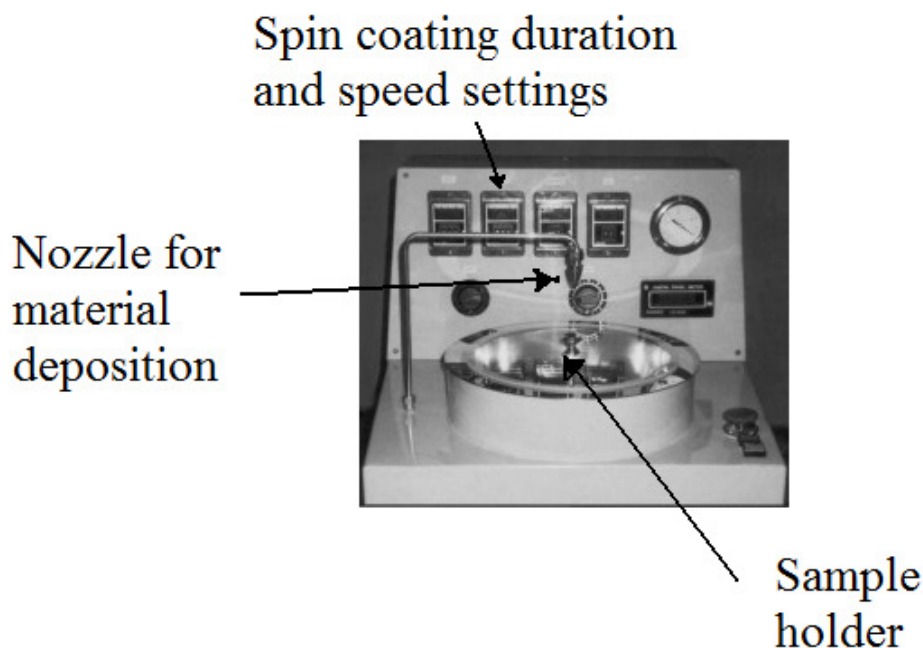 Spin coating duration
and speed settings
Nozzle for
material
deposition
Sample
holder